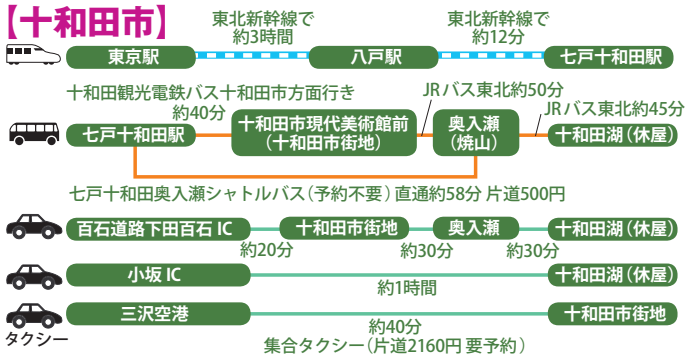 【十和田市】
東北新幹線で
約3時間
東北新幹線で
約12分
東京駅
八戸駅
七戸十和田駅
十和田観光電鉄バス十和田市方面行き
約40分
JRバス東北約50分
JRバス東北約45分
七戸十和田駅
十和田市現代美術館前
(十和田市街地)
奥入瀬
(焼山)
十和田湖(休屋)
七戸十和田奥入瀬シャトルバス(予約不要)直通約58分 片道500円
百石道路下田百石 IC
十和田市街地
奥入瀬
十和田湖(休屋)
約20分
約30分
約30分
小坂 IC
十和田湖(休屋)
約1時間
三沢空港
十和田市街地
タクシー
約40分
集合タクシー(片道2160円 要予約)